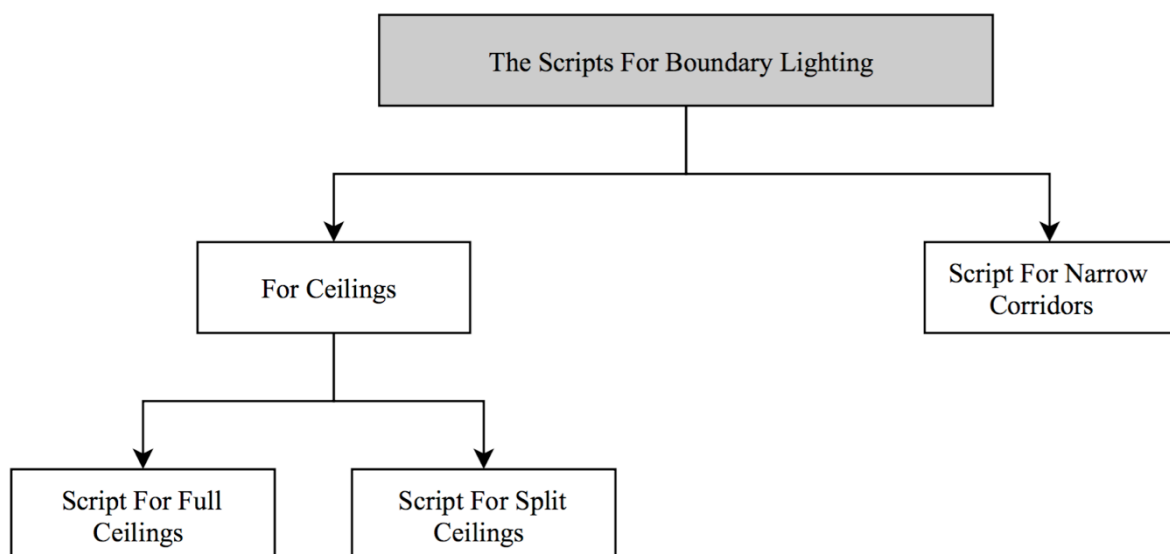 The Scripts For Boundary Lighting
For Ceilings
Script For Narrow
Corridors
Script For Full
Ceilings
Script For Split
Ceilings